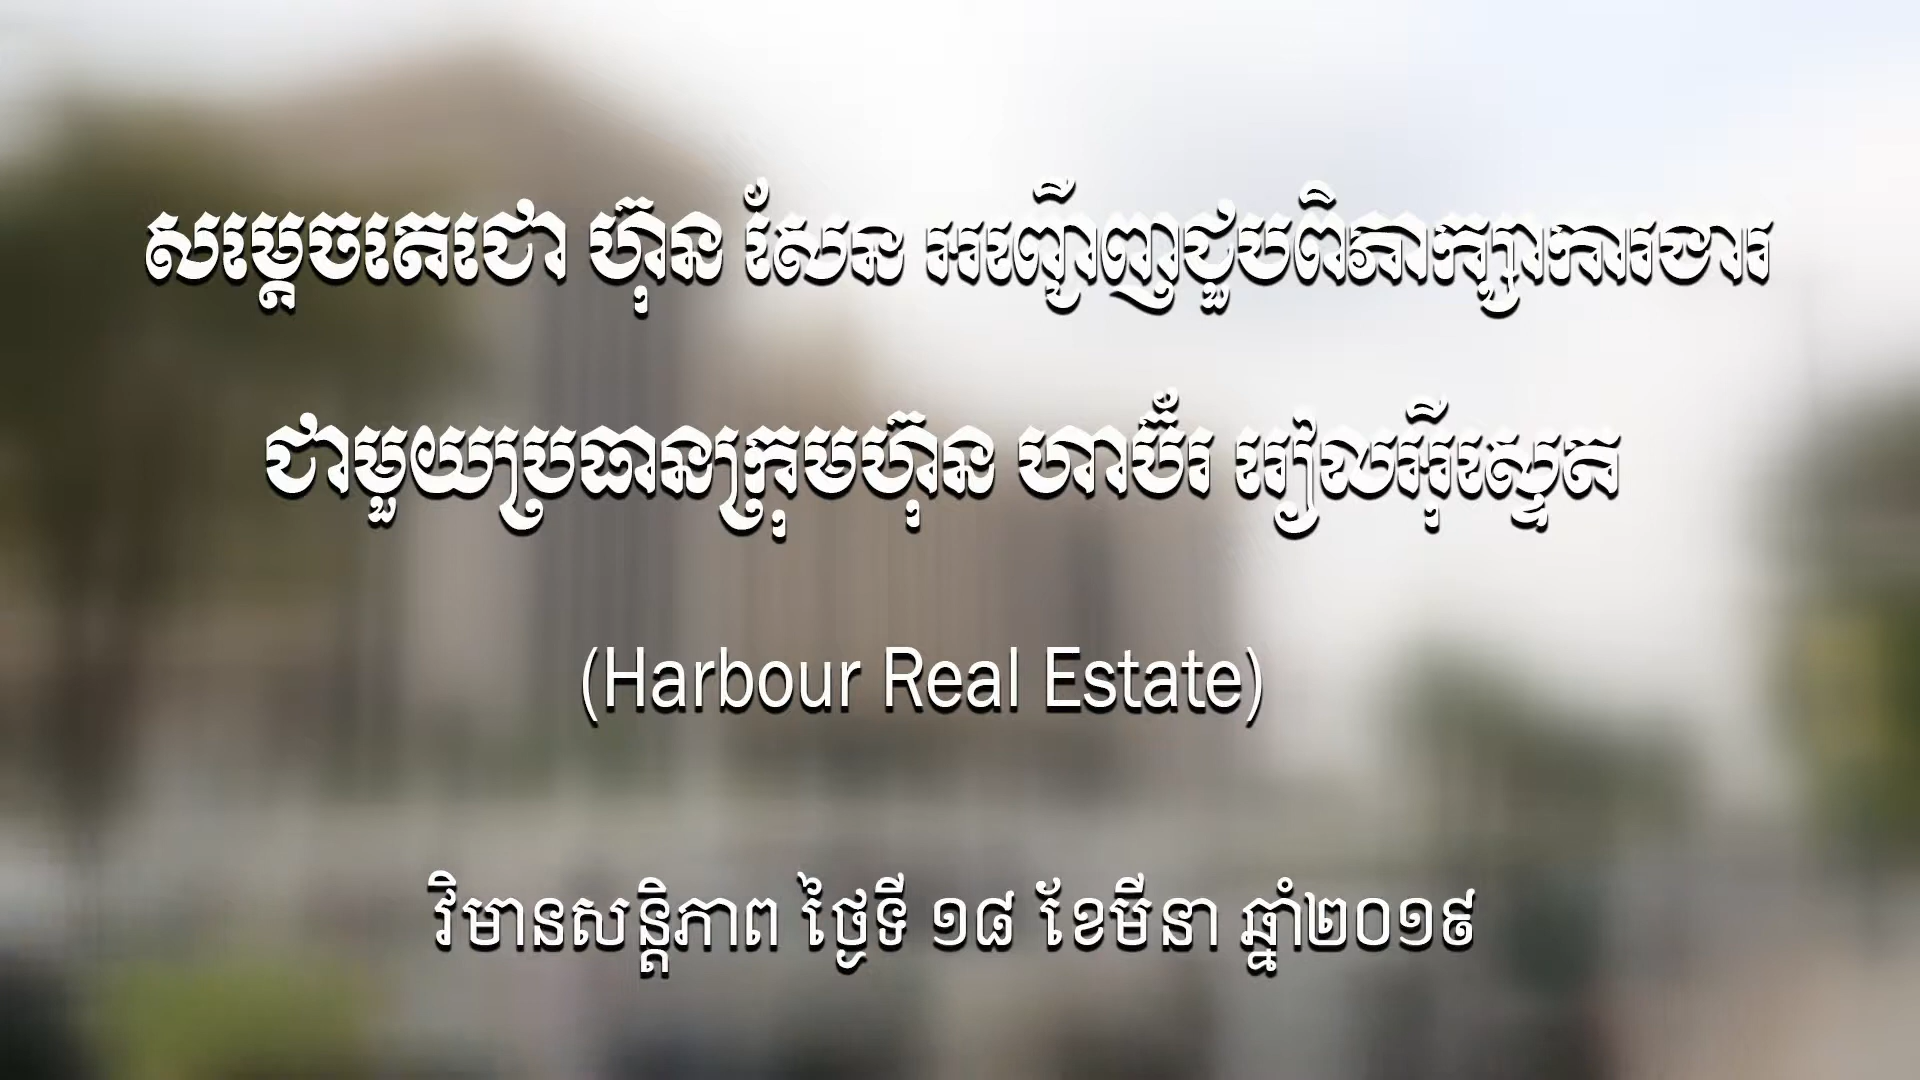 សម្តេចតេជោ ហ៊ុន សែន អញ្ជើញជួបពិភាក្សាការងារ
ជាមួយប្រធានក្រុមហ៊ុន ហាប៊័រ រៀលអ៊ីស្ទេត
(Harbour Real Estate)
វិមានសន្តិភាព ថ្ងៃទី ១៨ ខែមីនា ឆ្នាំ២០១៩